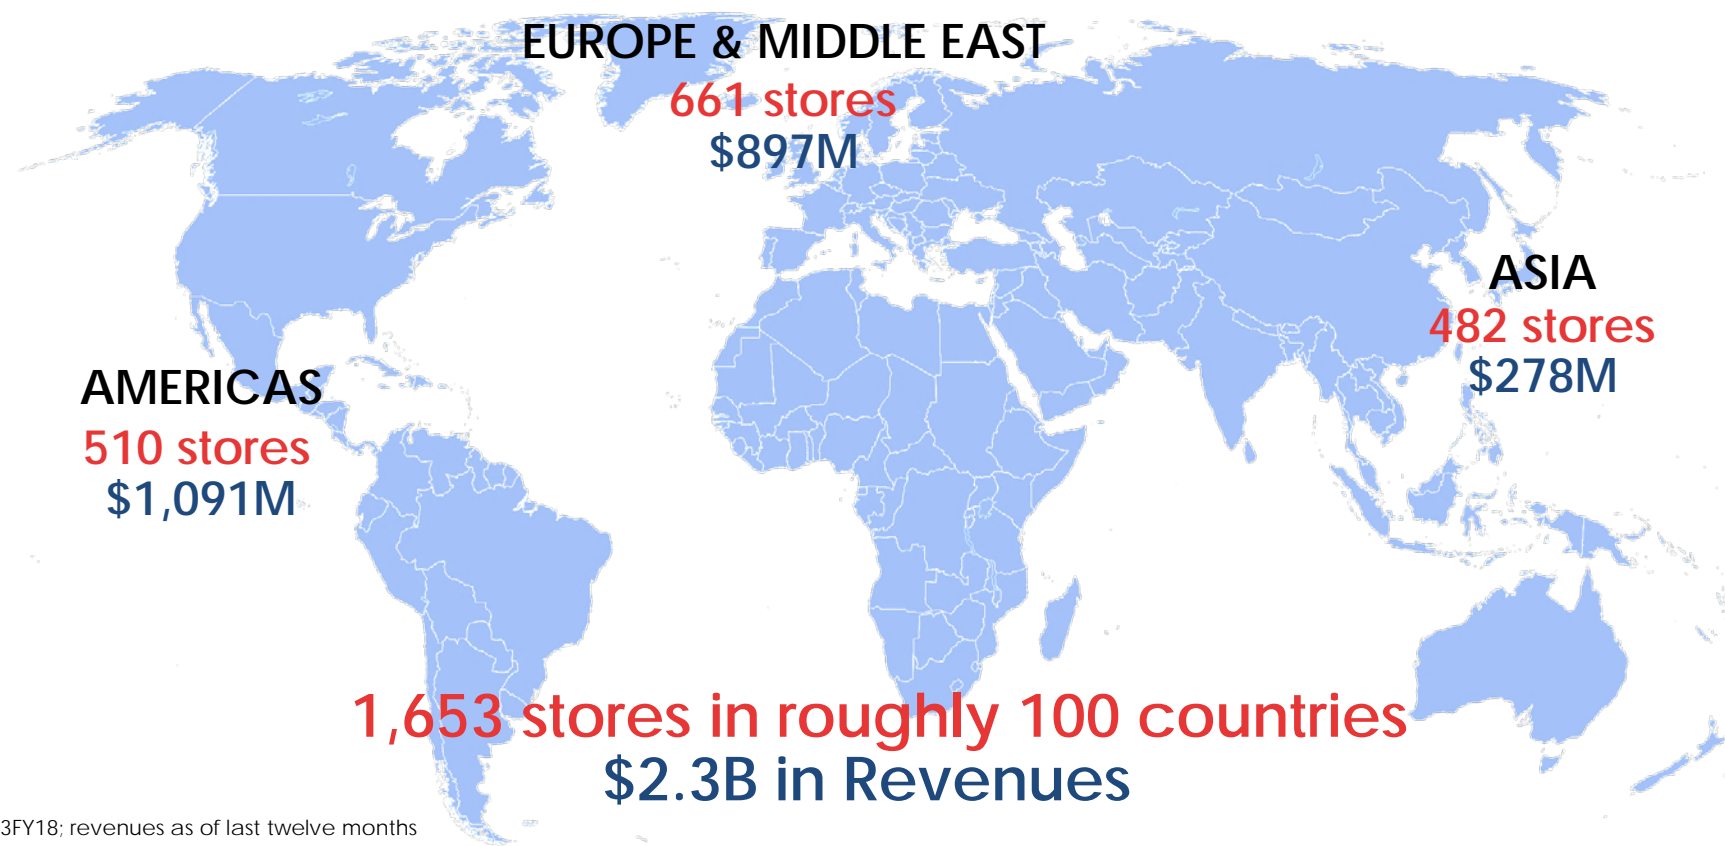 EUROPE & MIDDLE EAST
661 stores
$897M
ASIA
482 stores
$278M
AMERICAS
510 stores
$1,091M
1,653 stores in roughly 100 countries
$2.3B in Revenues
3FY18; revenues as of last twelve months